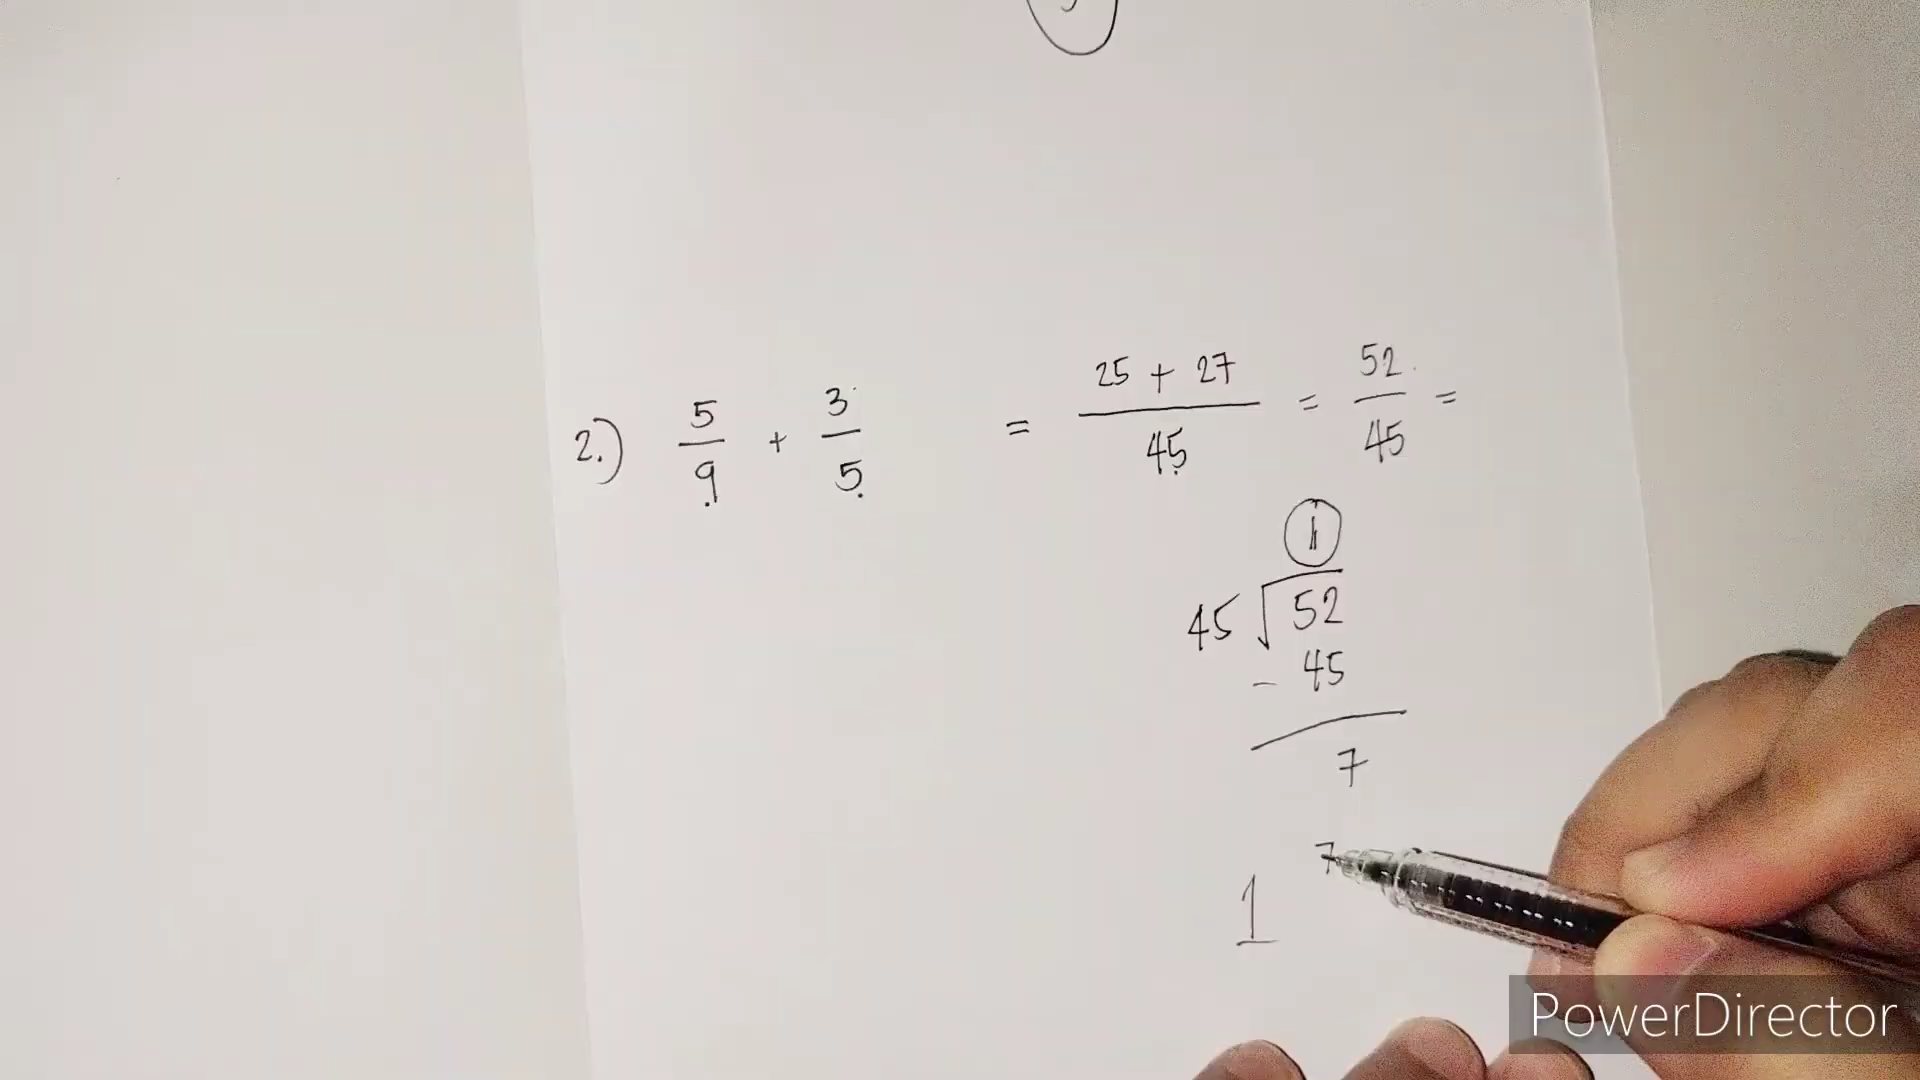 2.) 5/9 + 3/5 = (25 + 27)/45 = 52/45 =
1
45 √52
- 45
7
1 7
PowerDirector